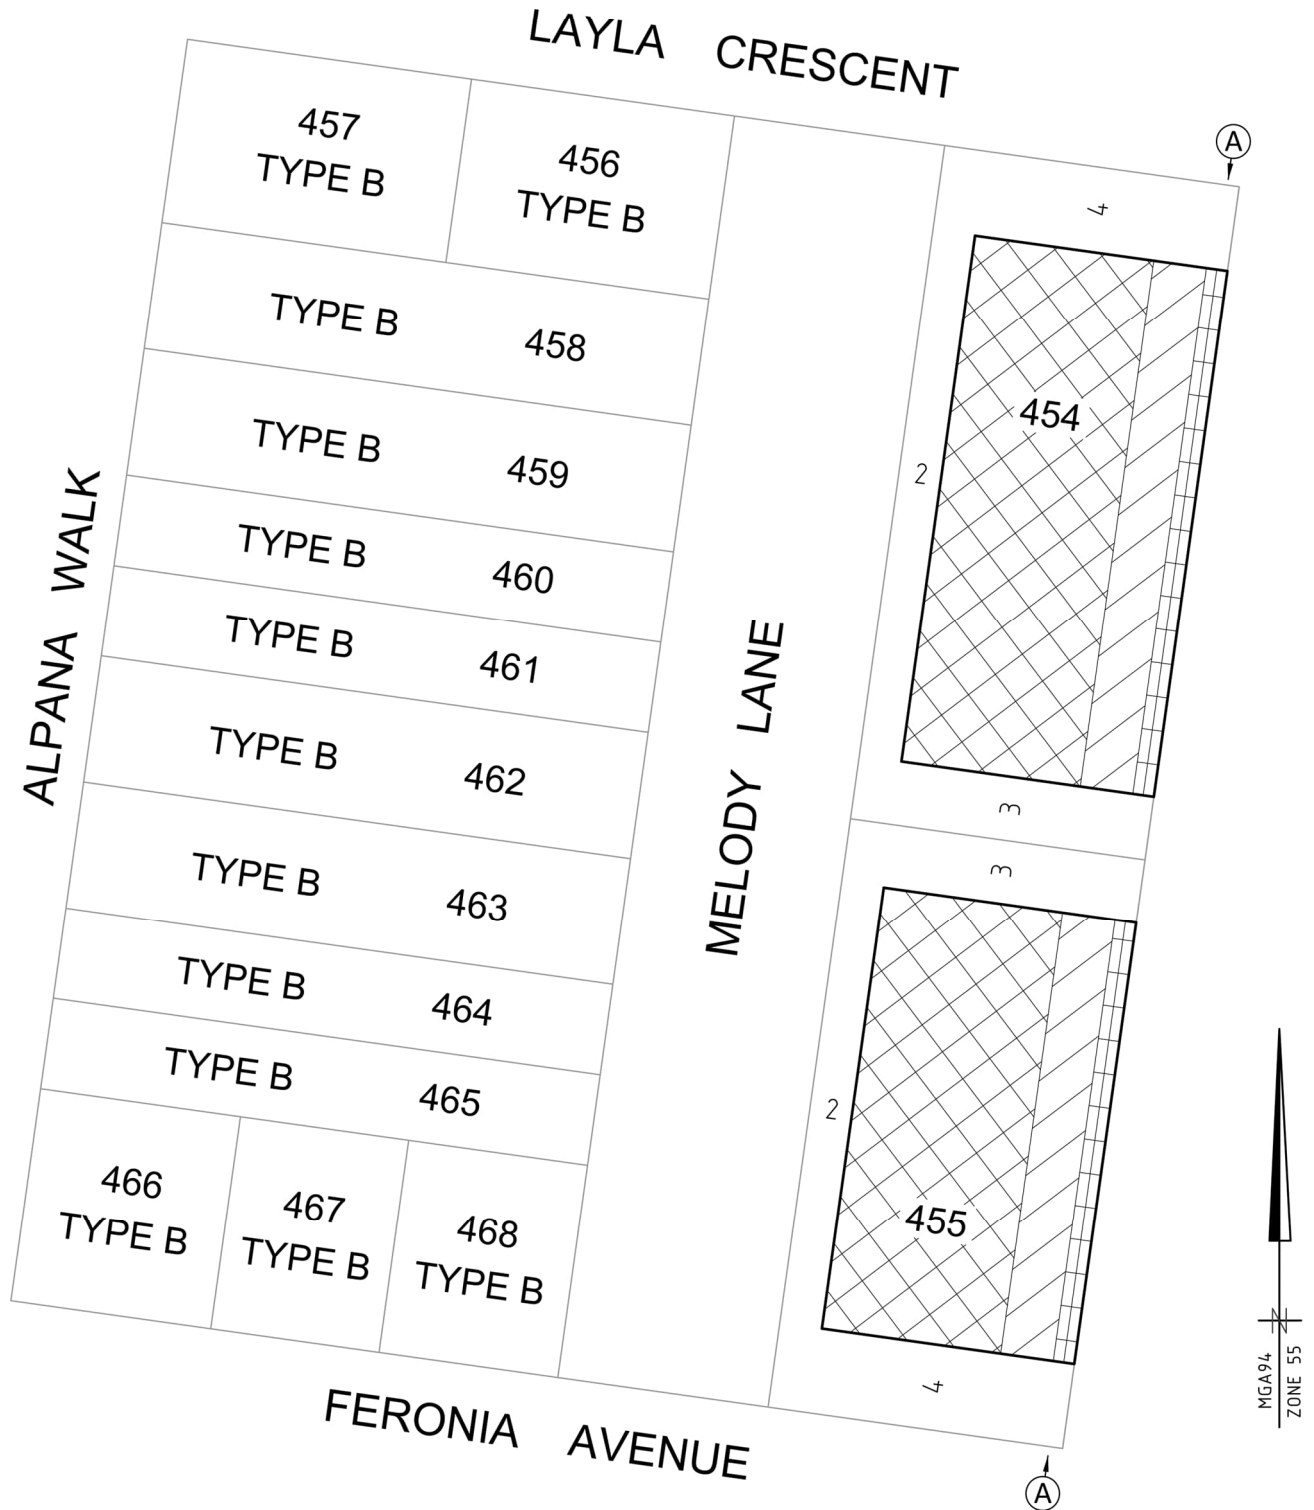 LAYLA CRESCENT
457
TYPE B
456
TYPE B
A
4
TYPE B 458
454
TYPE B 459
2
ALPANA WALK
TYPE B 460
TYPE B 461
MELODY LANE
TYPE B 462
3
3
TYPE B 463
TYPE B 464
TYPE B 465
2
466
TYPE B
467
TYPE B
468
TYPE B
455
4
FERONIA AVENUE
A
N
MGA94
ZONE 55